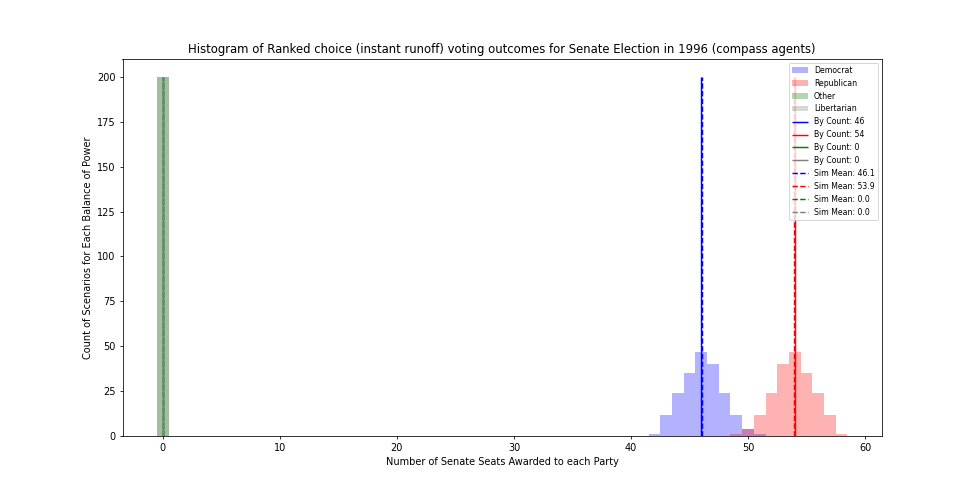 Histogram of Ranked choice (instant runoff) voting outcomes for Senate Election in 1996 (compass agents)
Count of Scenarios for Each Balance of Power
200
175
150
125
100
75
50
25
0
Democrat
Republican
Other
Libertarian
By Count: 46
By Count: 54
By Count: 0
By Count: 0
Sim Mean: 46.1
Sim Mean: 53.9
Sim Mean: 0.0
Sim Mean: 0.0
0 10 20 30 40 50 60
Number of Senate Seats Awarded to each Party